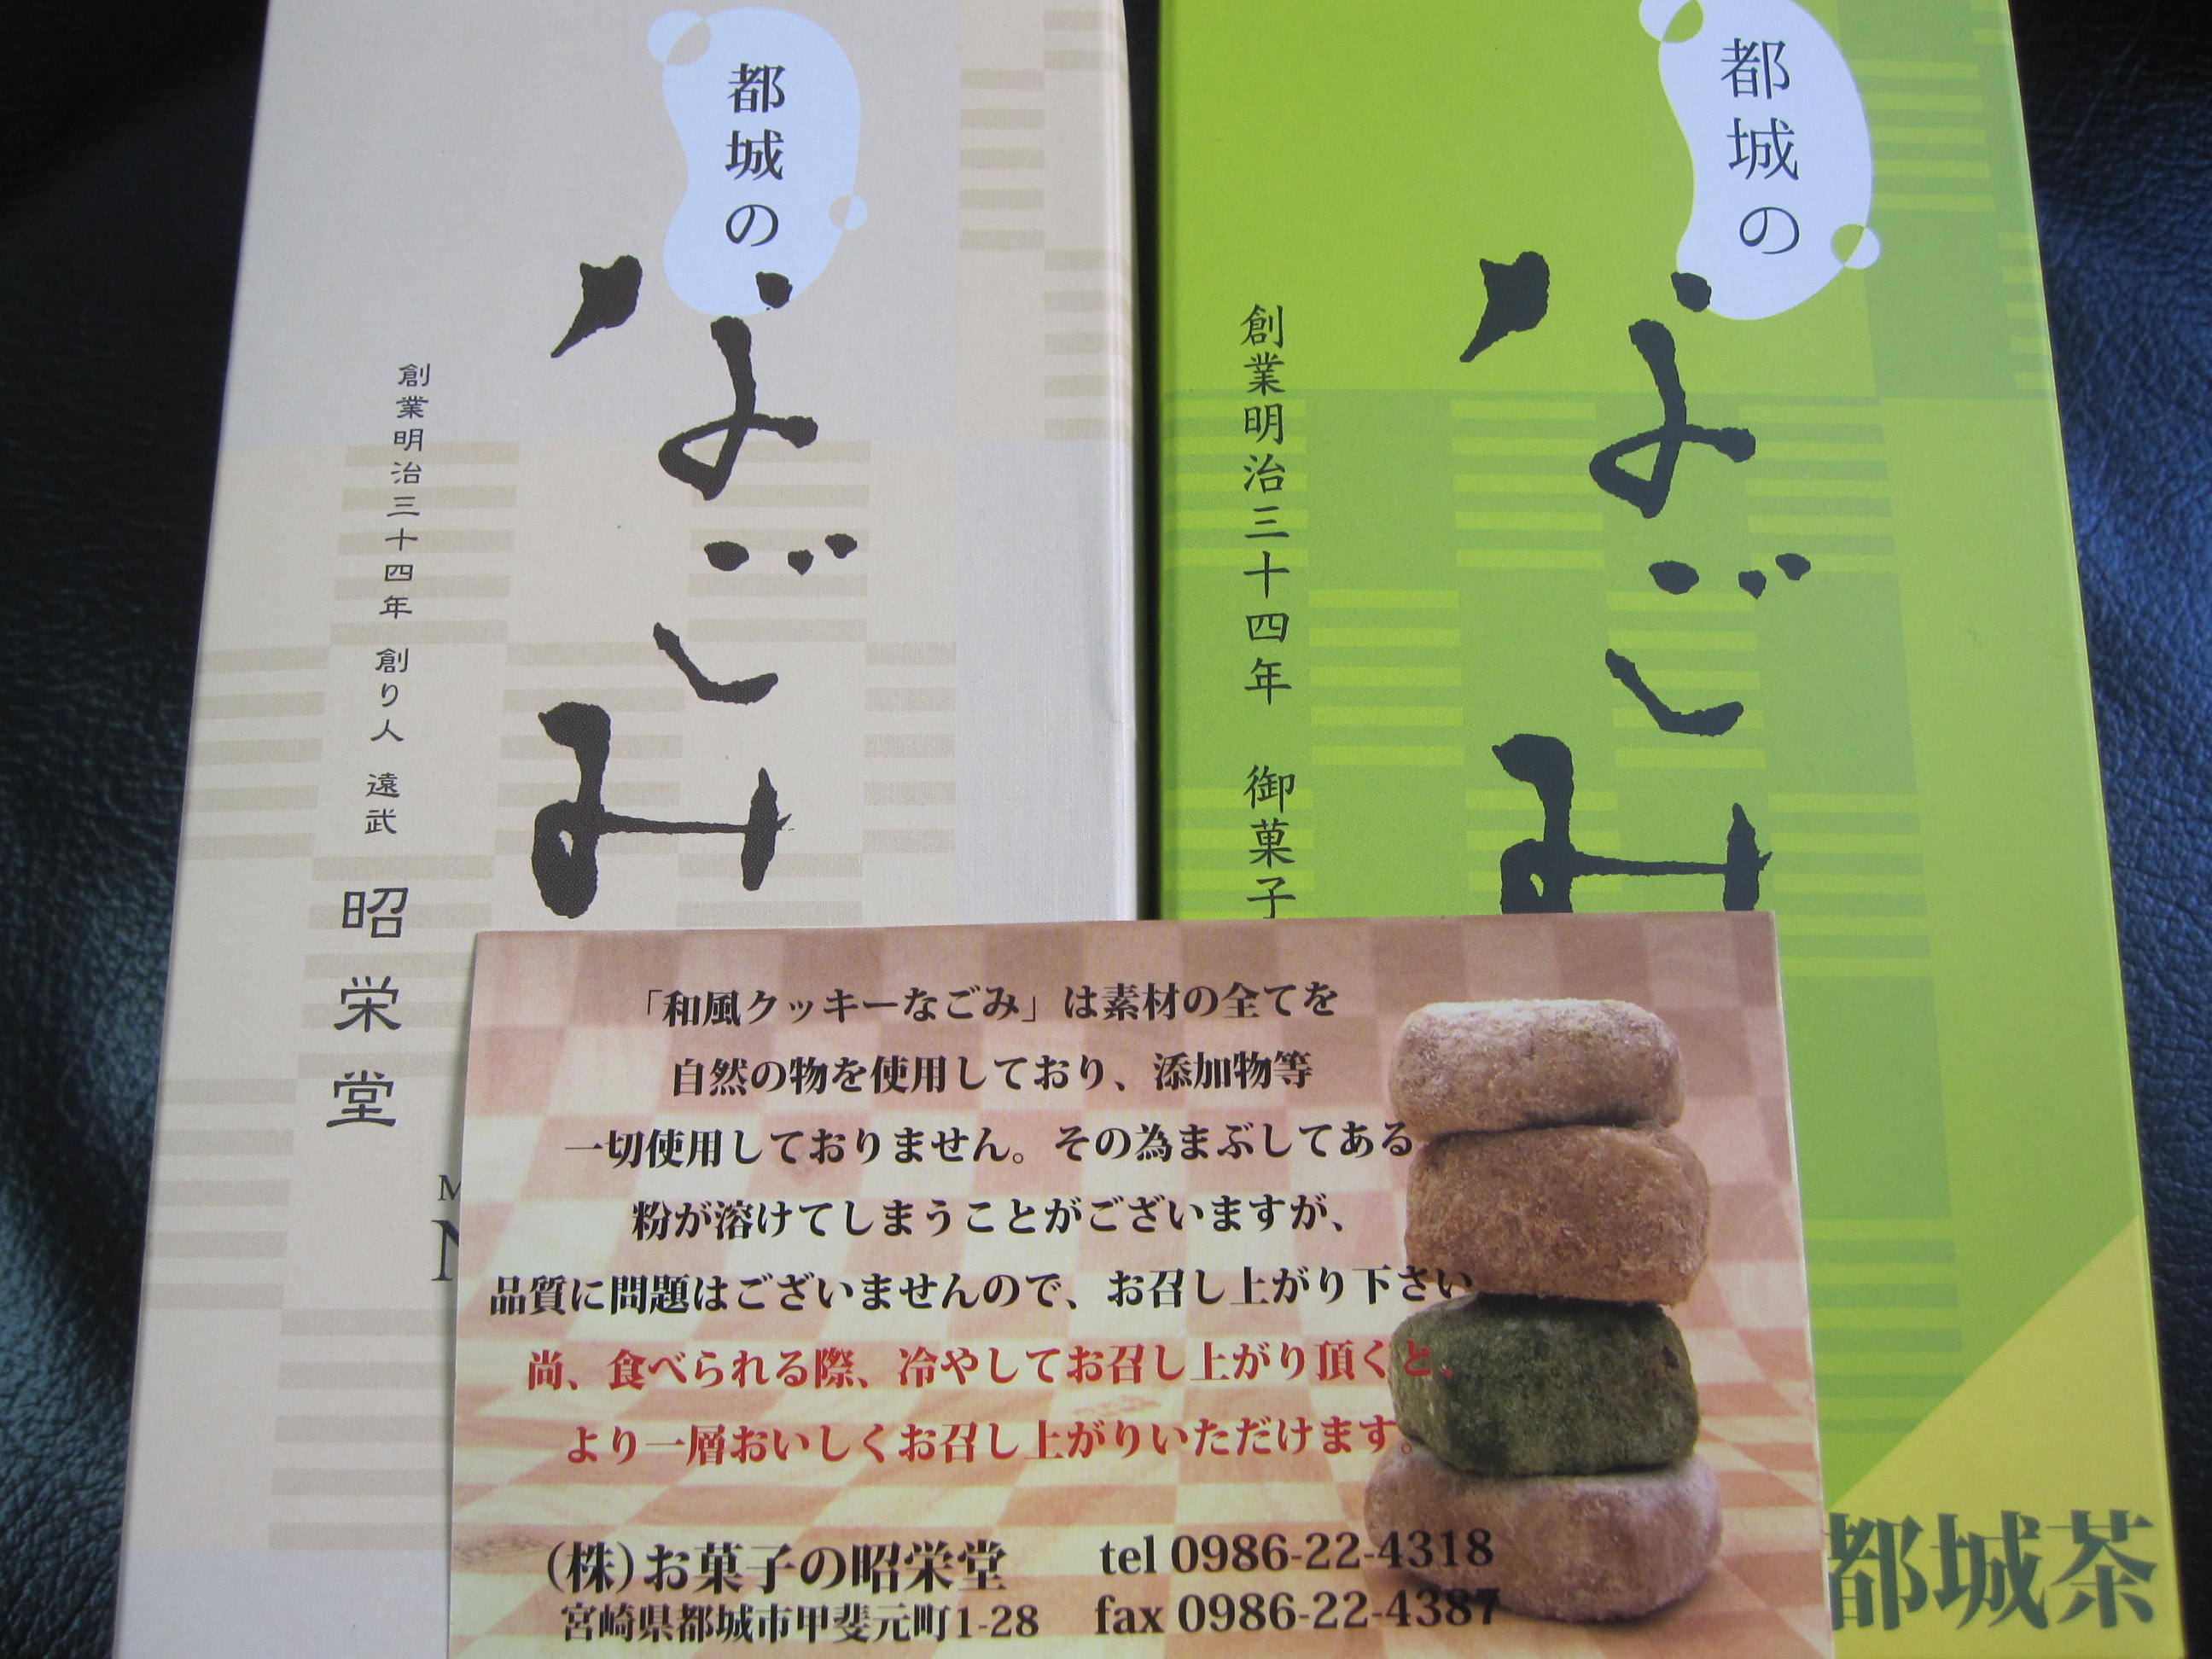 都城の
なごみ
創業明治三十四年 創り人 遠武
昭栄堂
M
N
都城の
なごみ
創業明治三十四年 御菓子
都城茶
「和風クッキーなごみ」は素材の全てを
自然の物を使用しており、添加物等
一切使用しておりません。その為まぶしてある
粉が溶けてしまうことがございますが、
品質に問題はございませんので、お召し上がり下さい
尚、食べられる際、冷やしてお召し上がり頂くと、
より一層おいしくお召し上がりいただけます。
(株)お菓子の昭栄堂 tel 0986-22-4318
宮崎県都城市甲斐元町1-28 fax 0986-22-4387